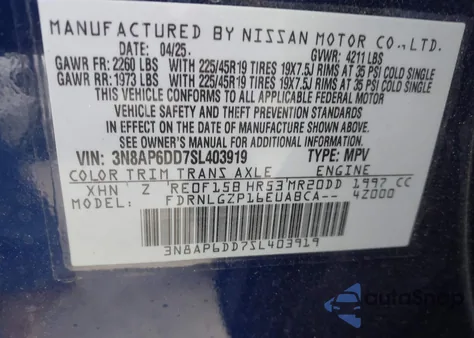 MANUFACTURED BY NISSAN MOTOR CO., LTD.
DATE 04/25. GVWR: 4211 LBS
GAWR FR: 2260 LBS WITH 225/45R19 TIRES 19X7.5J RIMS AT 35 PSI COLD SINGLE
GAWR RR: 1973 LBS WITH 225/45R19 TIRES 19X7.5J RIMS AT 35 PSI COLD SINGLE
THIS VEHICLE CONFORMS TO ALL APPLICABLE FEDERAL MOTOR
VEHICLE SAFETY AND THEFT PREVENTION STANDARDS
IN EFFECT ON THE DATE OF MANUFACTURE SHOWN ABOVE.
SEE OWNER'S MANUAL FOR ADDITIONAL INFORMATION.
VIN: 3N8AP6DD7SL403919 TYPE: MPV
COLOR TRIM TRANS AXLE ENGINE
XHN Z RE0F15B HR53 MR20DD 1997 CC
FDRNLGZP16EUABCA-- 4Z000
3N8AP6DD7SL403919
AutoSnap